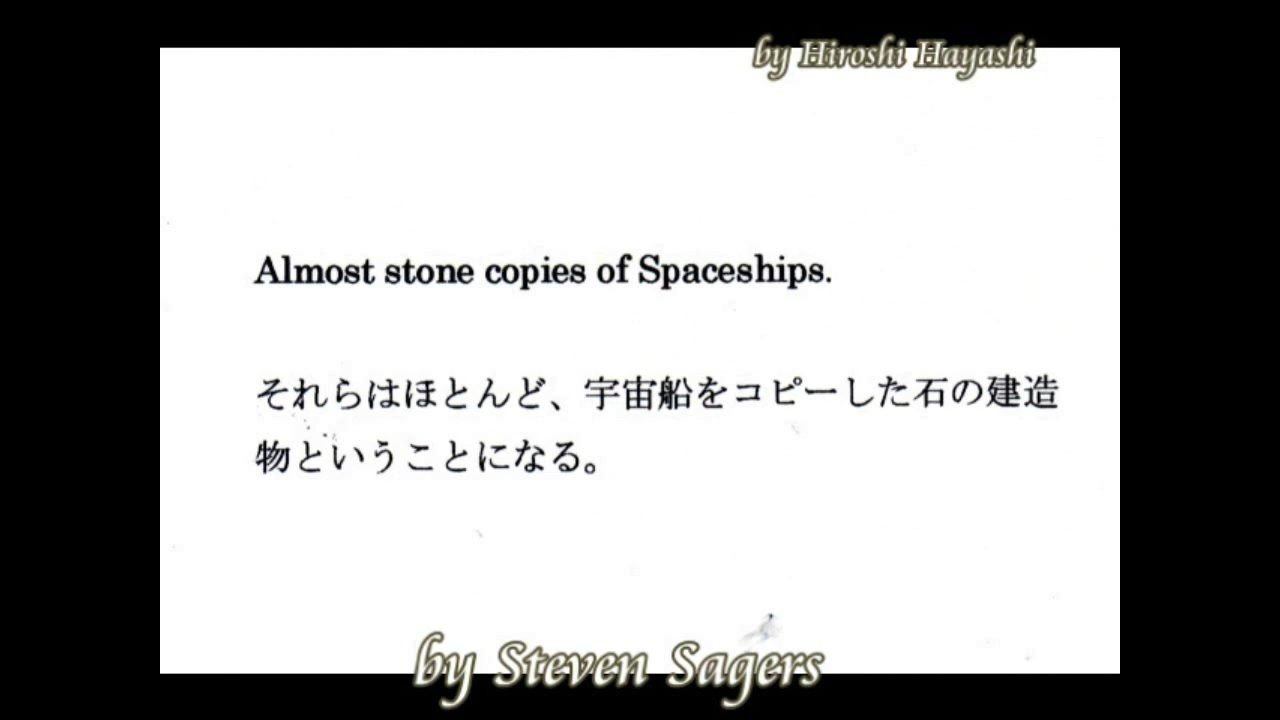 by Hiroshi Hayashi
Almost stone copies of Spaceships.
それらはほとんど、宇宙船をコピーした石の建造
物ということになる。
by Steven Sagers